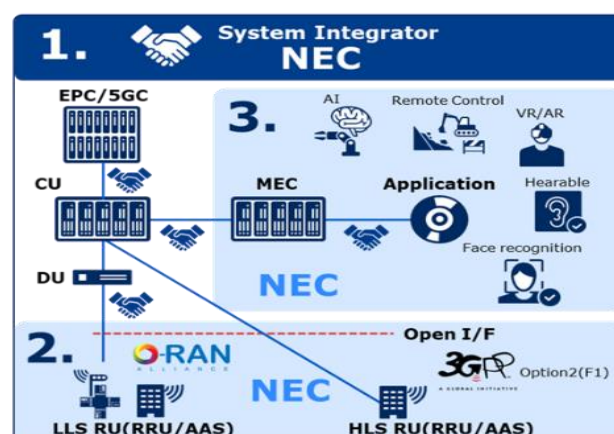 1.
System Integrator
NEC
EPC/5GC
3.
AI
Remote Control
VR/AR
CU
MEC
Application
Hearable
Face recognition
DU
NEC
2.
Open I/F
O-RAN
ALLIANCE
3GPP
A GLOBAL INITIATIVE
Option2(F1)
NEC
LLS RU(RRU/AAS)
HLS RU(RRU/AAS)